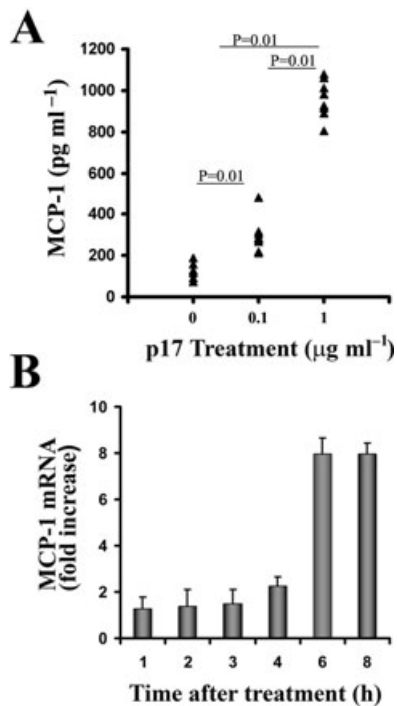 A
MCP-1 (pg ml⁻¹)
1200
1000
800
600
400
200
0
P=0.01
P=0.01
P=0.01
0 0.1 1
p17 Treatment (µg ml⁻¹)
B
MCP-1 mRNA
(fold increase)
10
8
6
4
2
0
1 2 3 4 6 8
Time after treatment (h)